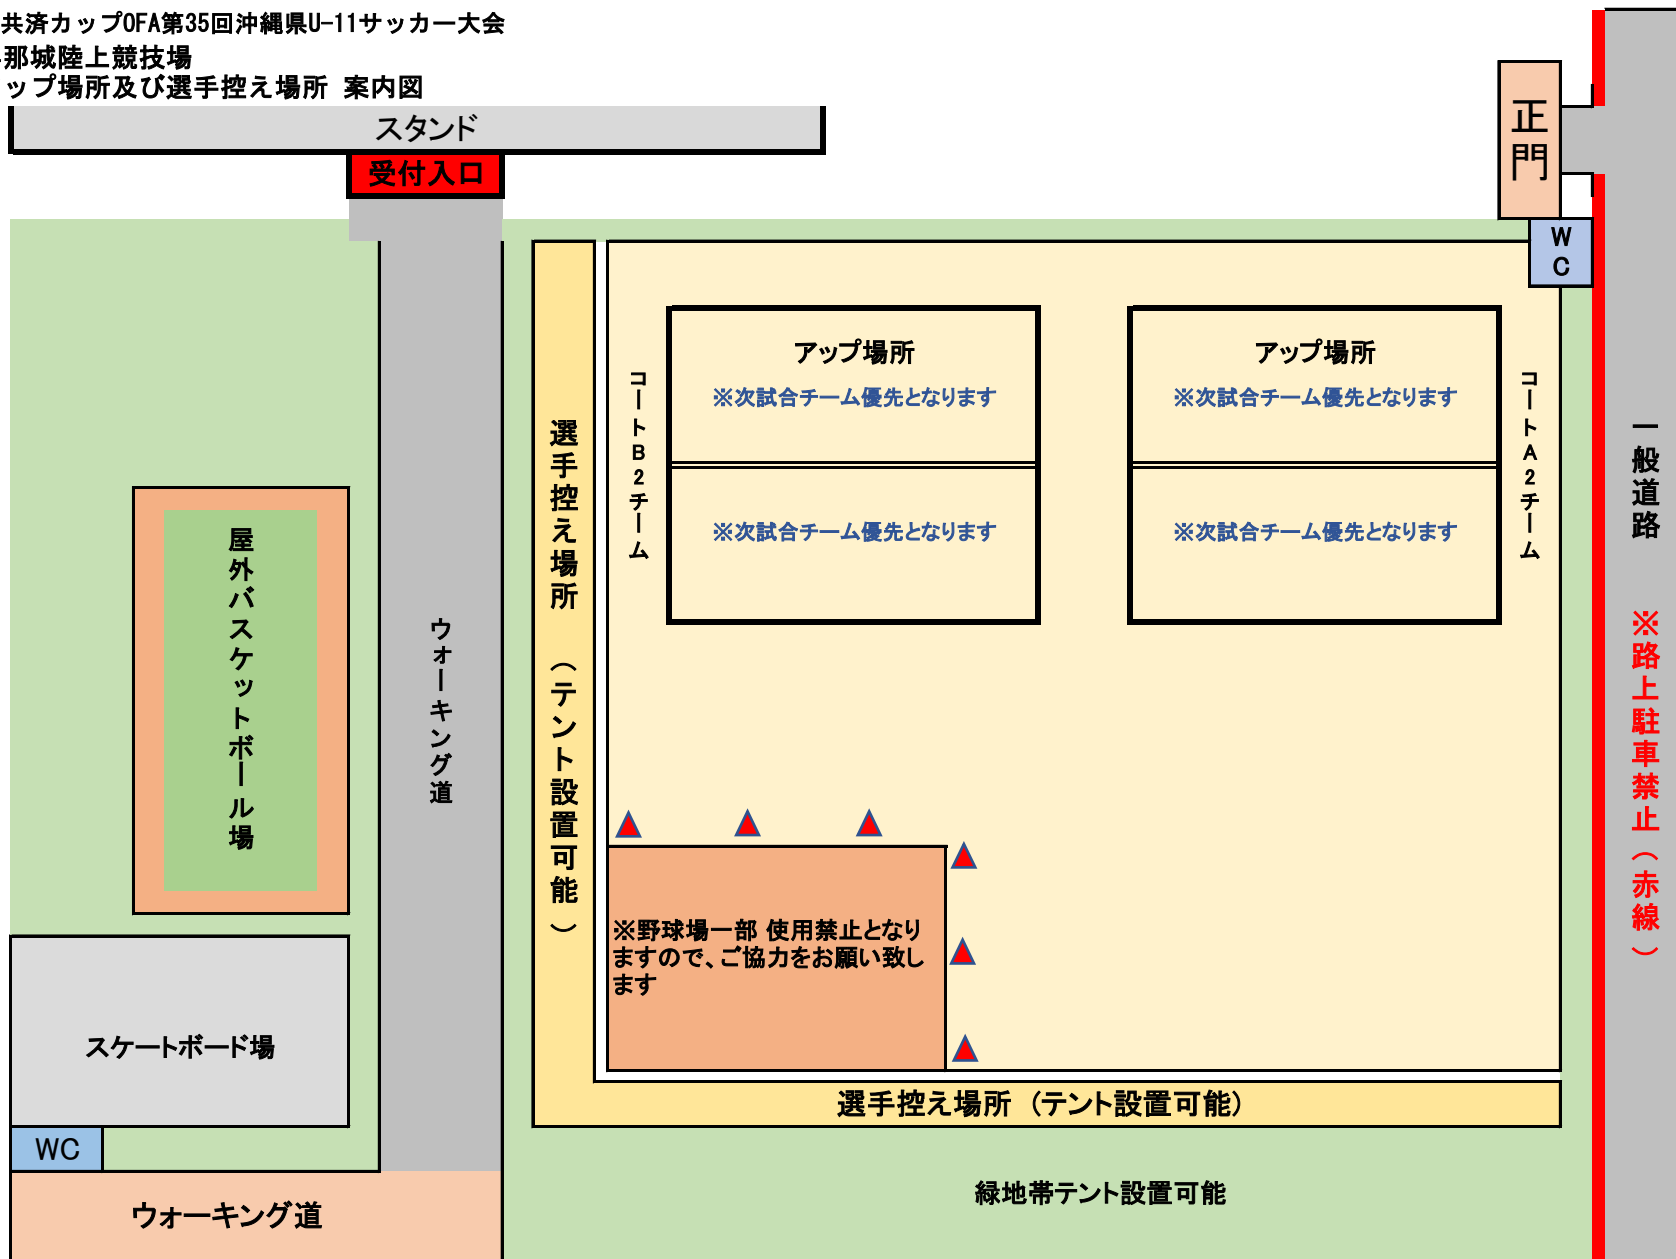 共済カップOFA第35回沖縄県U-11サッカー大会
那城陸上競技場
ップ場所及び選手控え場所 案内図
スタンド
受付入口
正門
WC
アップ場所
※次試合チーム優先となります
※次試合チーム優先となります
アップ場所
※次試合チーム優先となります
※次試合チーム優先となります
コートB2チーム
コートA2チーム
選手控え場所 （テント設置可能）
一般道路 ※路上駐車禁止（赤線）
屋外バスケットボール場
ウォーキング道
※野球場一部 使用禁止となり
ますので、ご協力をお願い致し
ます
スケートボード場
選手控え場所（テント設置可能）
WC
緑地帯テント設置可能
ウォーキング道